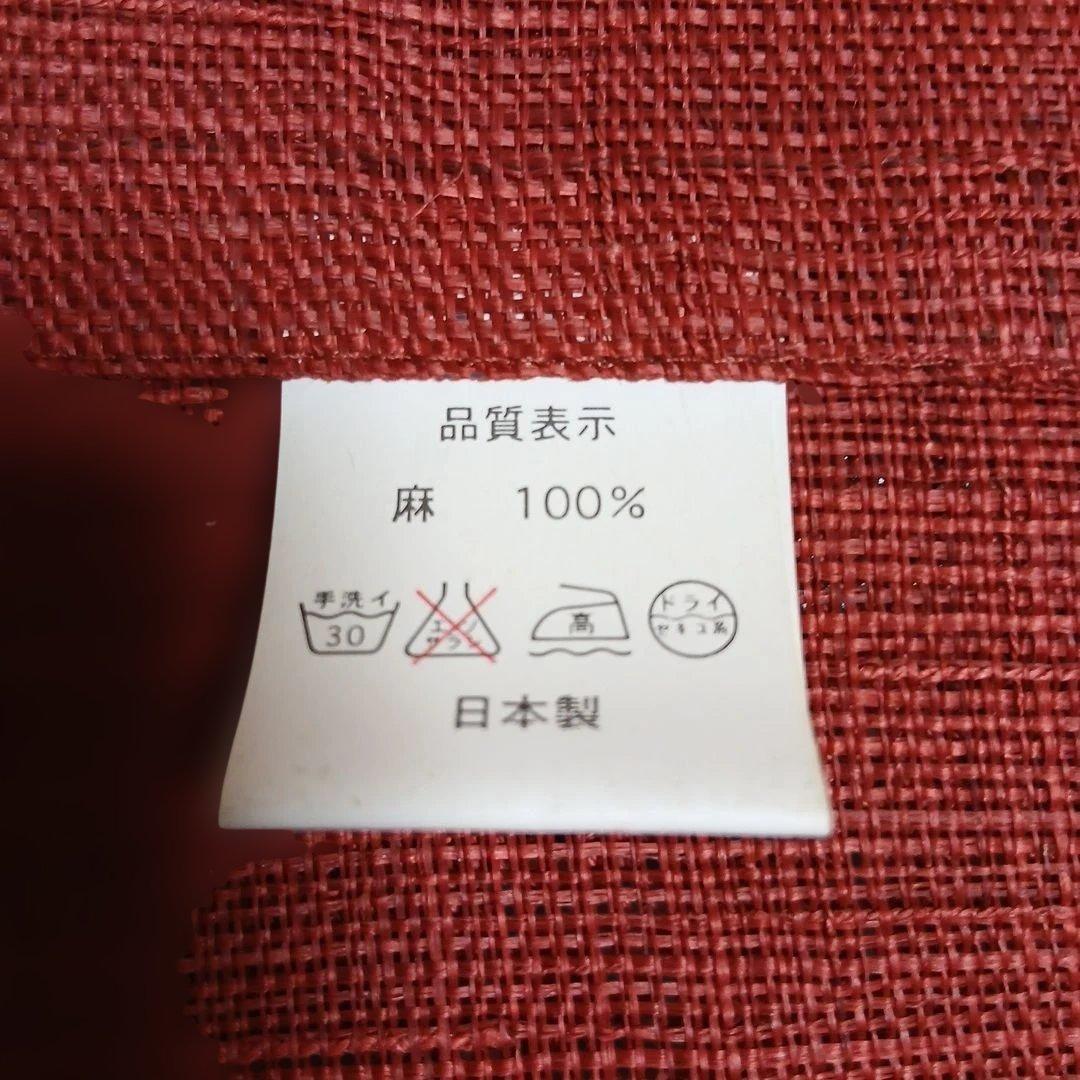 品質表示
麻 100%
手洗イ エンソサラシ 高 ドライ
30 セキユ系
日本製